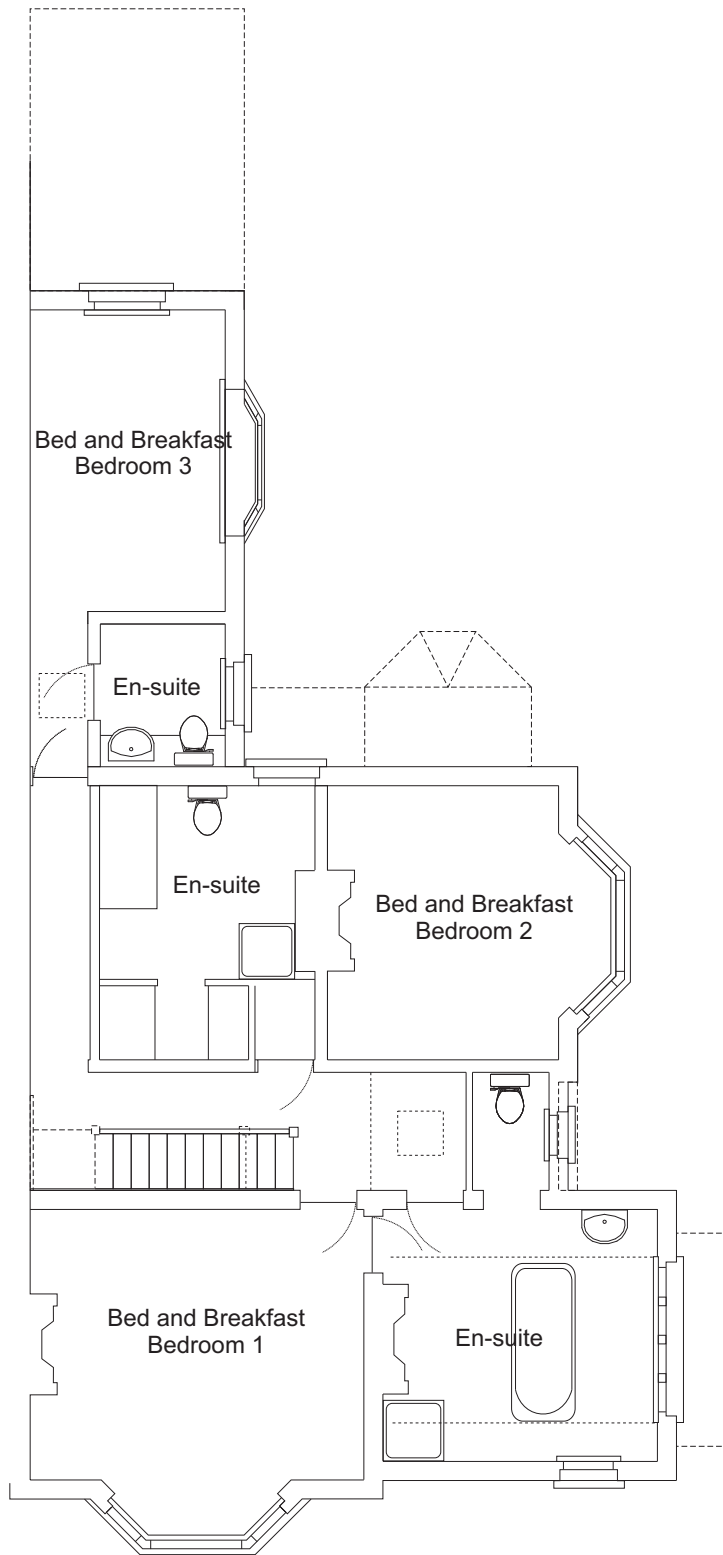 Bed and Breakfast
Bedroom 3
En-suite
En-suite
Bed and Breakfast
Bedroom 2
Bed and Breakfast
Bedroom 1
En-suite